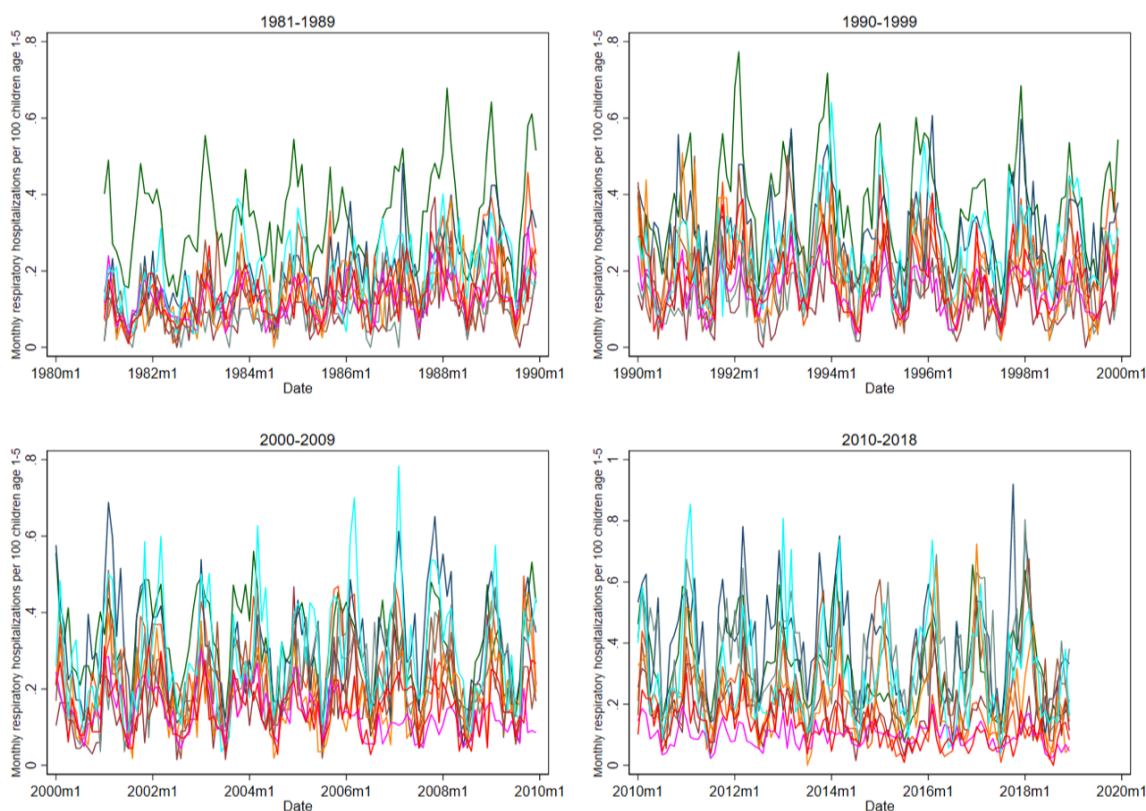 1981-1989
Monthly respiratory hospitalizations per 100 children age 1-5
.8
.6
.4
.2
0
1980m1 1982m1 1984m1 1986m1 1988m1 1990m1
Date
1990-1999
Monthly respiratory hospitalizations per 100 children age 1-5
.8
.6
.4
.2
0
1990m1 1992m1 1994m1 1996m1 1998m1 2000m1
Date
2000-2009
Monthly respiratory hospitalizations per 100 children age 1-5
.8
.6
.4
.2
0
2000m1 2002m1 2004m1 2006m1 2008m1 2010m1
Date
2010-2018
Monthly respiratory hospitalizations per 100 children age 1-5
1
.8
.6
.4
.2
0
2010m1 2012m1 2014m1 2016m1 2018m1 2020m1
Date